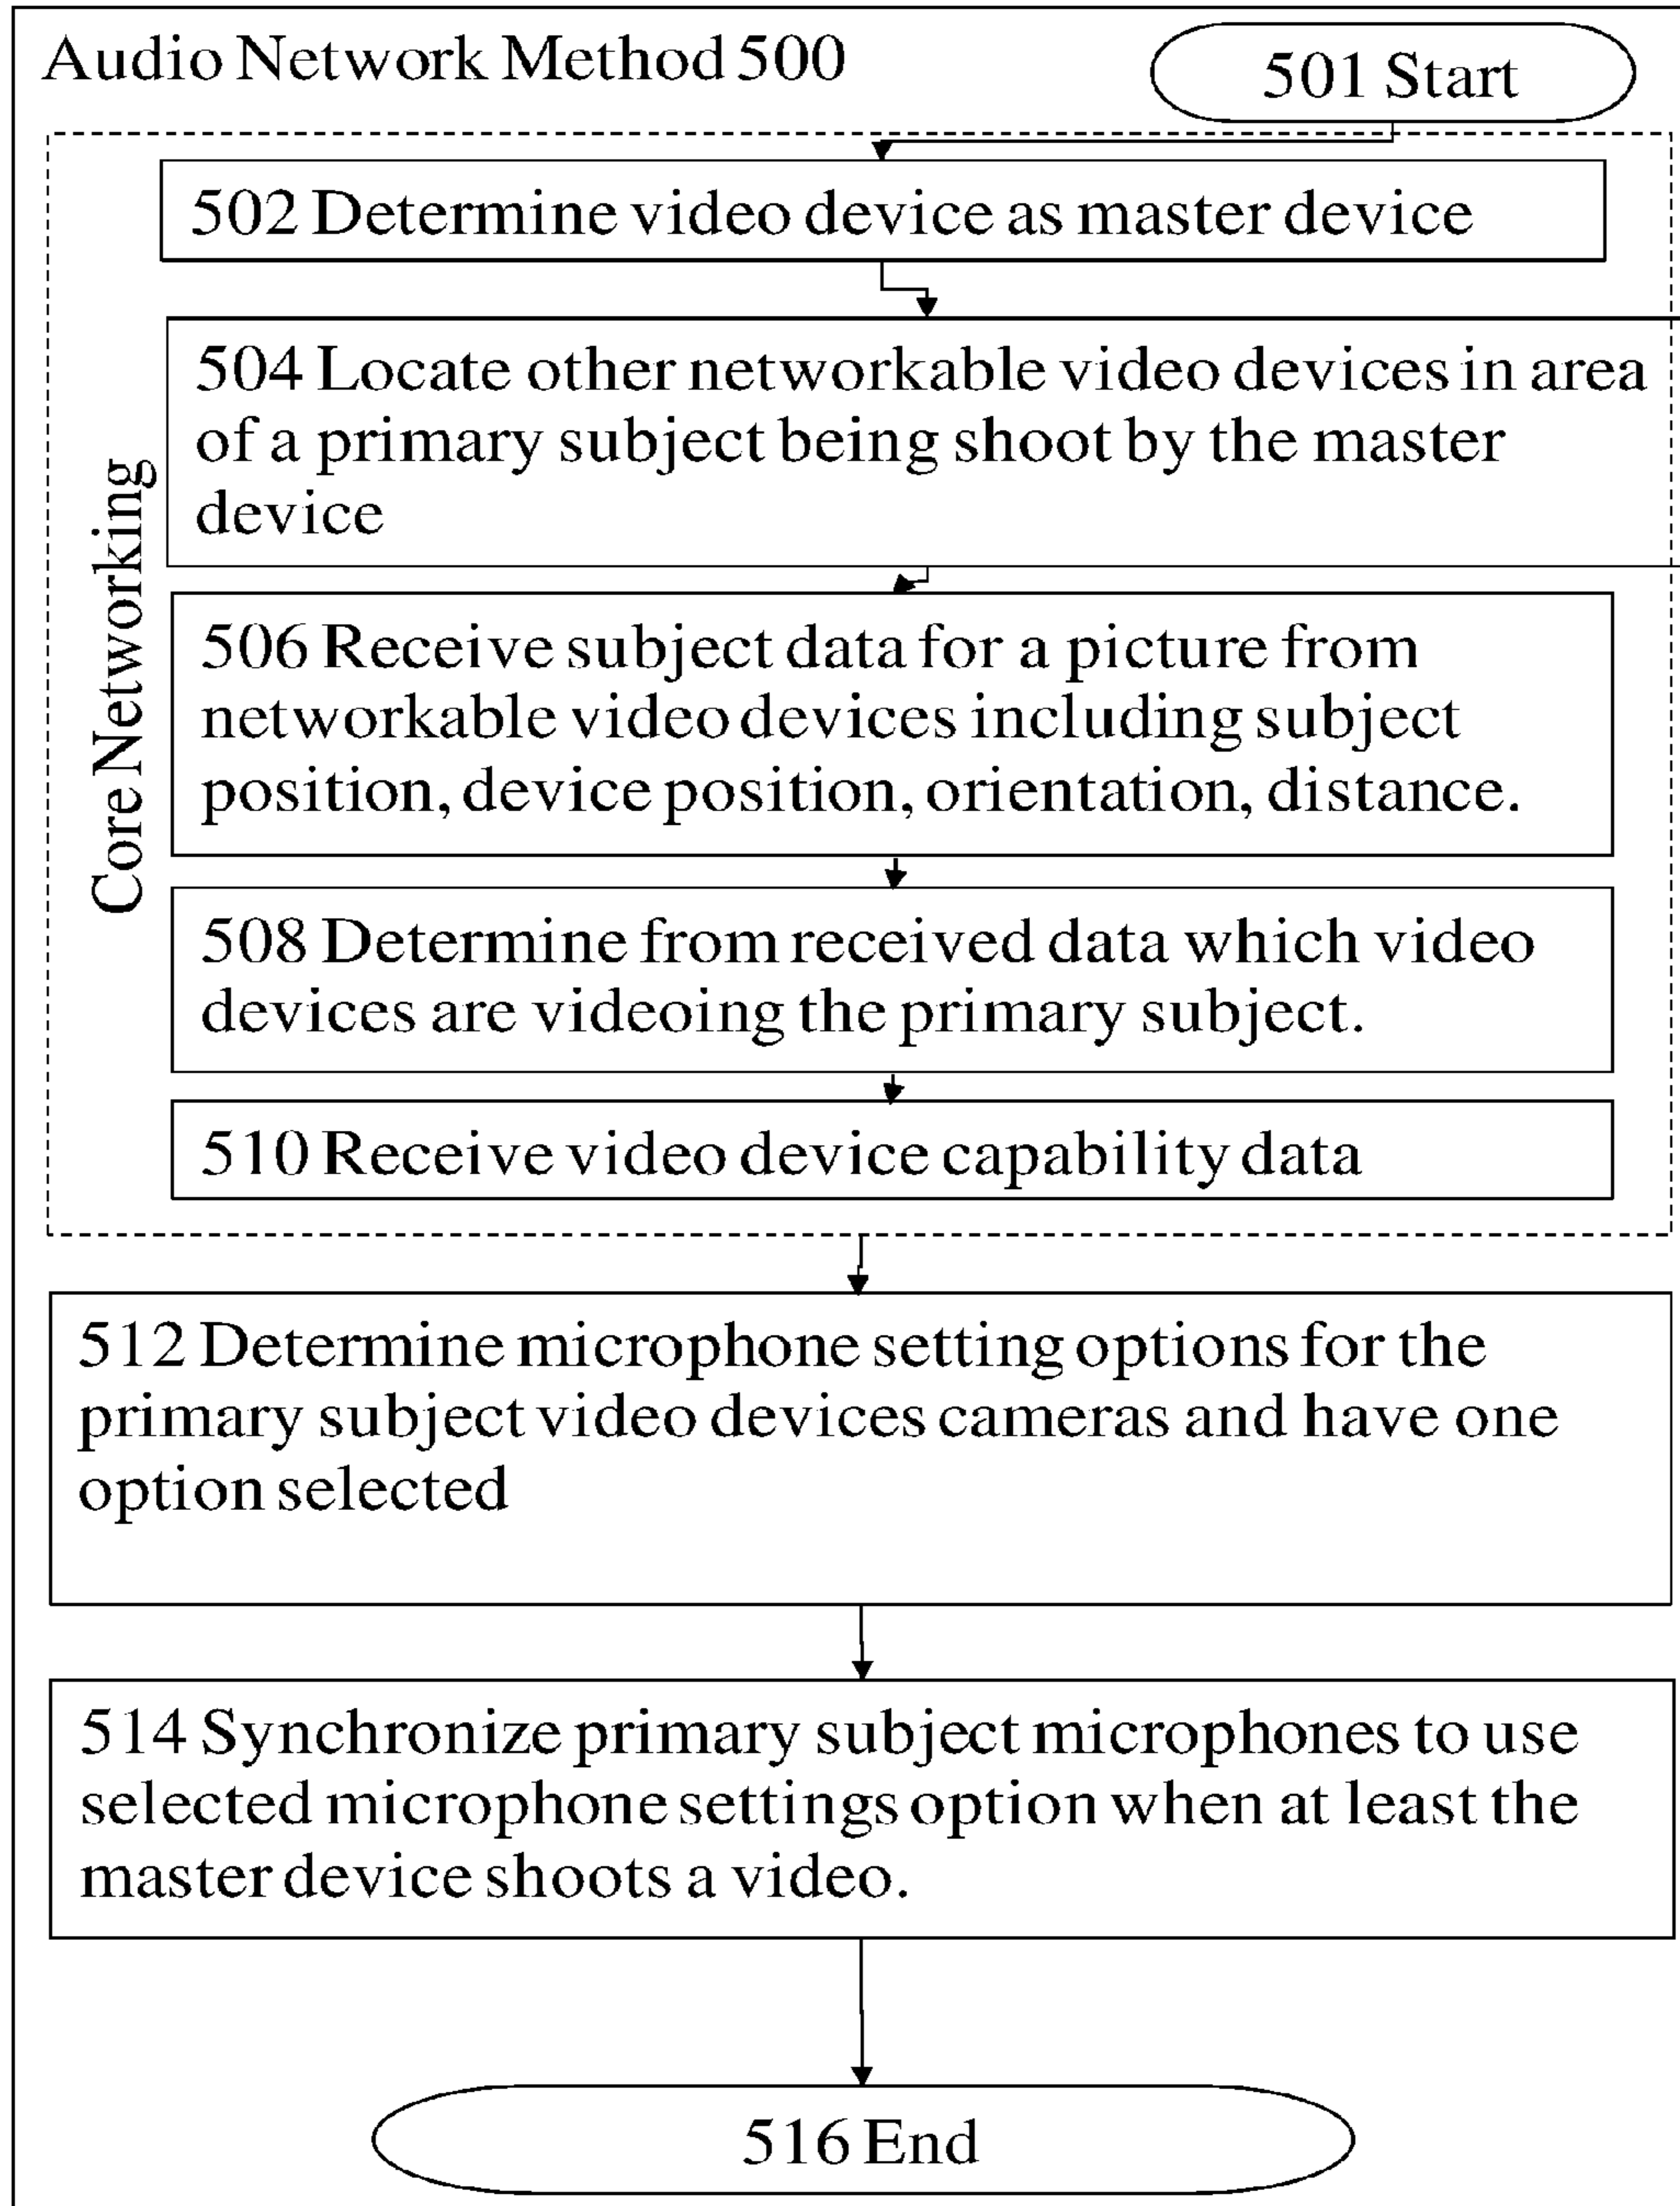 Audio Network Method 500
501 Start
502 Determine video device as master device
Core Networking
504 Locate other networkable video devices in area
of a primary subject being shoot by the master
device
506 Receive subject data for a picture from
networkable video devices including subject
position, device position, orientation, distance.
508 Determine from received data which video
devices are videoing the primary subject.
510 Receive video device capability data
512 Determine microphone setting options for the
primary subject video devices cameras and have one
option selected
514 Synchronize primary subject microphones to use
selected microphone settings option when at least the
master device shoots a video.
516 End